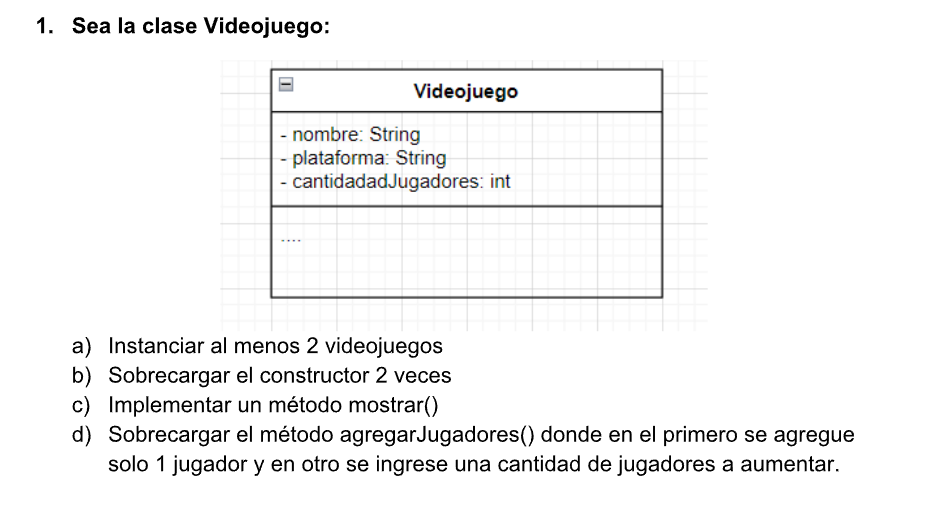 1. Sea la clase Videojuego:
Videojuego
- nombre: String
- plataforma: String
- cantidadadJugadores: int
....
a) Instanciar al menos 2 videojuegos
b) Sobrecargar el constructor 2 veces
c) Implementar un método mostrar()
d) Sobrecargar el método agregarJugadores() donde en el primero se agregue
solo 1 jugador y en otro se ingrese una cantidad de jugadores a aumentar.